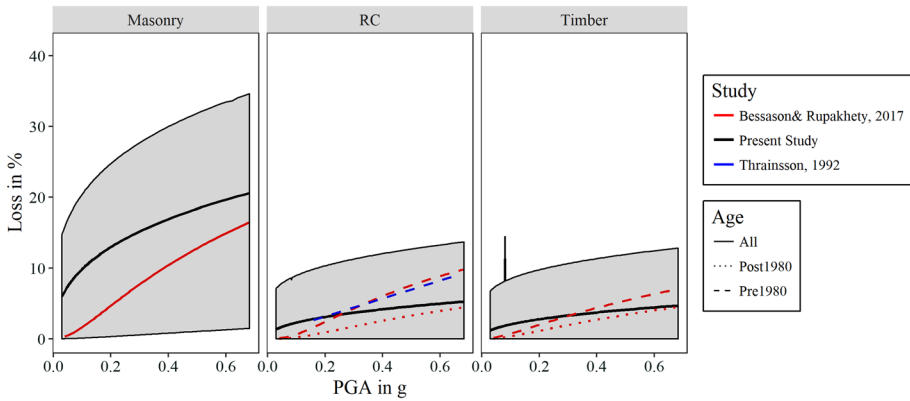 Masonry
RC
Timber
Loss in %
40
30
20
10
0
0.0 0.2 0.4 0.6
0.0 0.2 0.4 0.6
0.0 0.2 0.4 0.6
PGA in g
Study
Bessason& Rupakhety, 2017
Present Study
Thrainsson, 1992
Age
All
Post1980
Pre1980